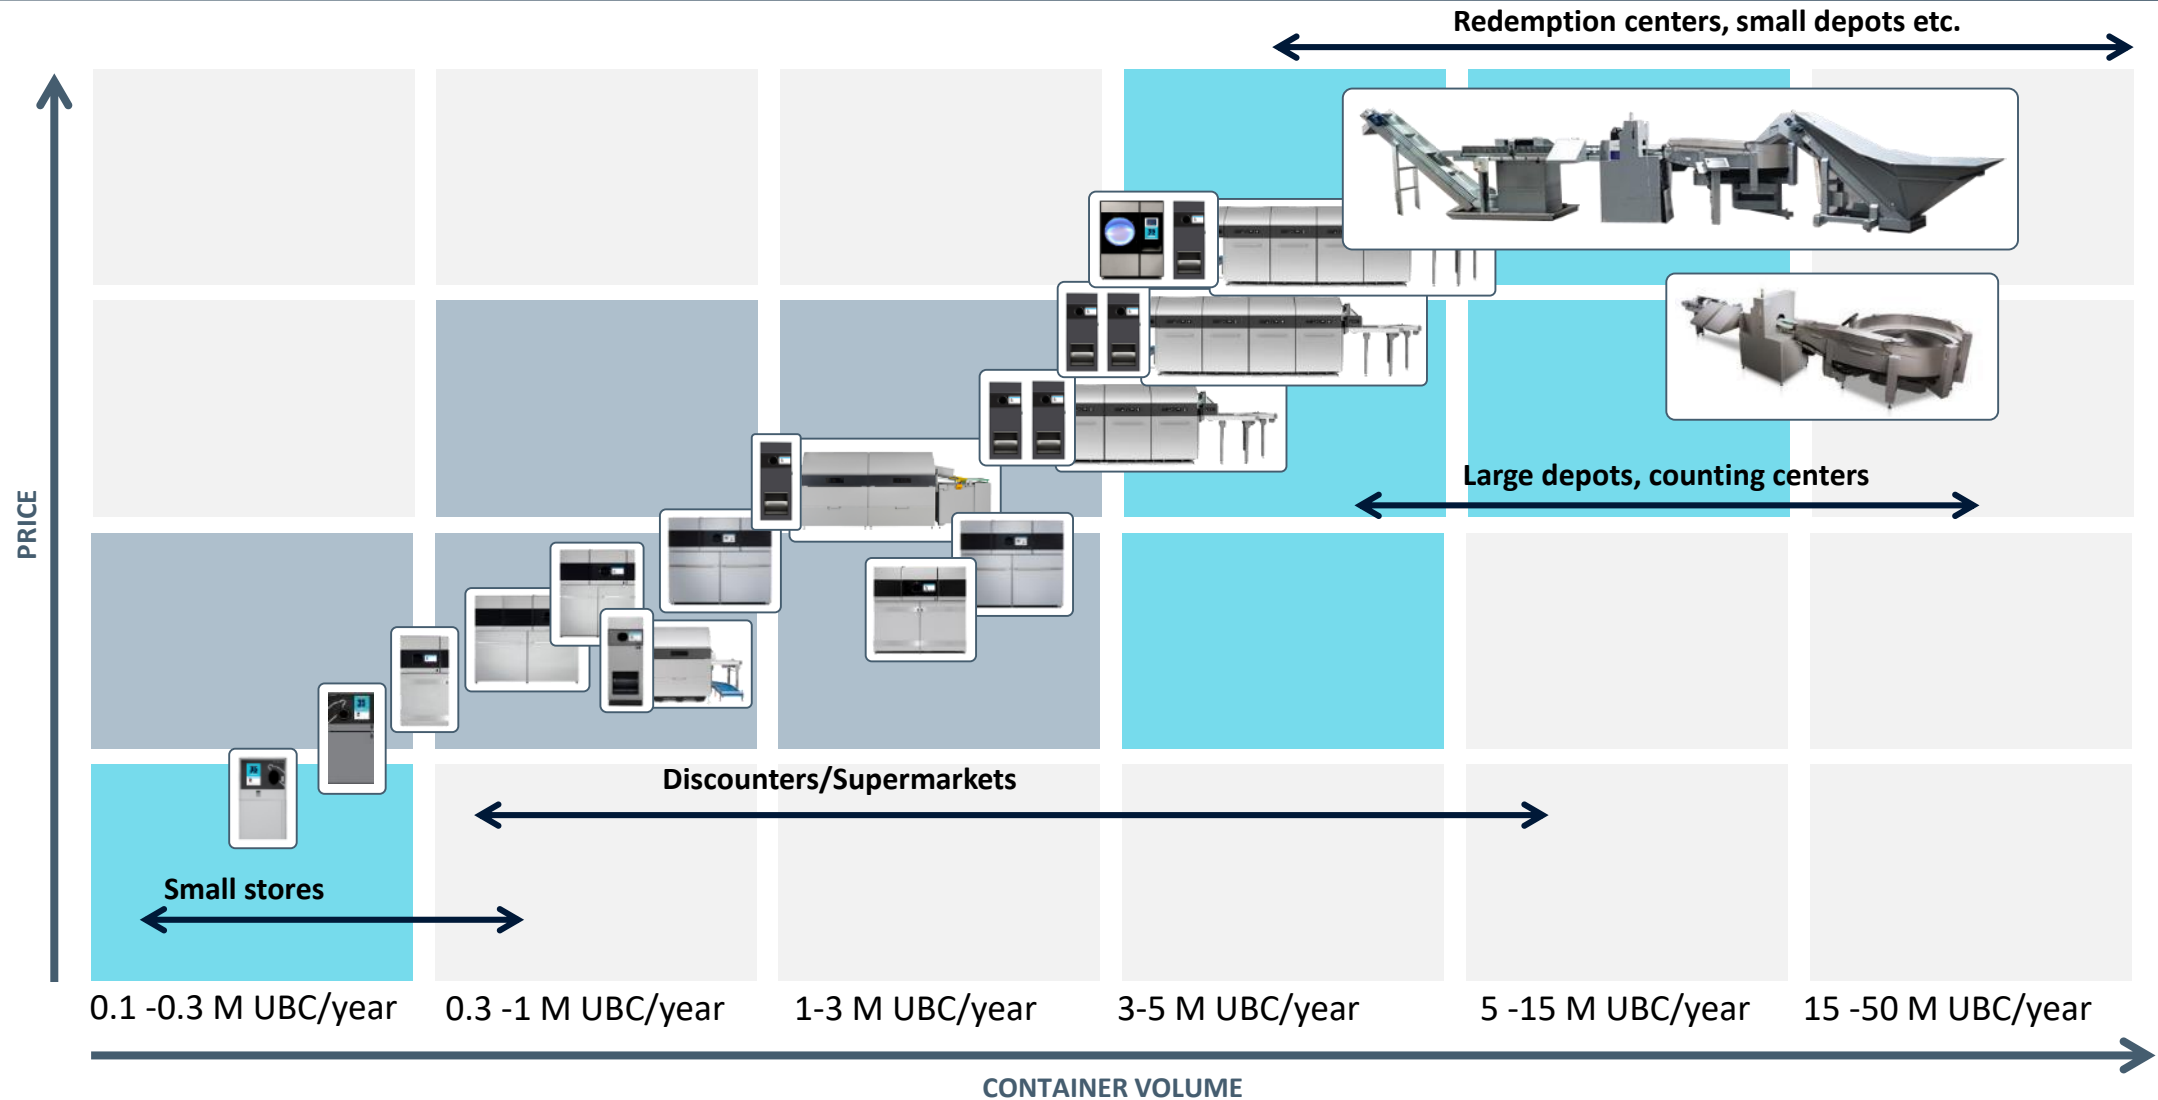 Redemption centers, small depots etc.
PRICE
Large depots, counting centers
Discounters/Supermarkets
Small stores
0.1 -0.3 M UBC/year
0.3 -1 M UBC/year
1-3 M UBC/year
3-5 M UBC/year
5 -15 M UBC/year
15 -50 M UBC/year
CONTAINER VOLUME